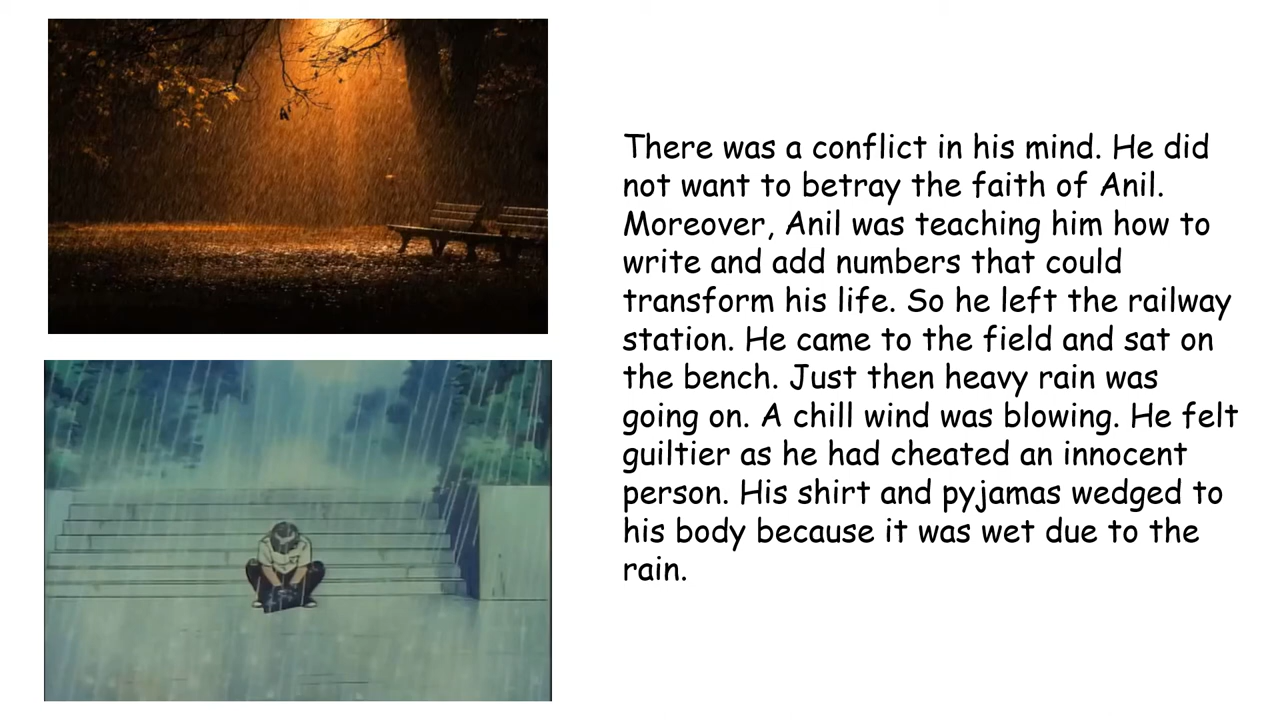 There was a conflict in his mind. He did
not want to betray the faith of Anil.
Moreover, Anil was teaching him how to
write and add numbers that could
transform his life. So he left the railway
station. He came to the field and sat on
the bench. Just then heavy rain was
going on. A chill wind was blowing. He felt
guiltier as he had cheated an innocent
person. His shirt and pyjamas wedged to
his body because it was wet due to the
rain.